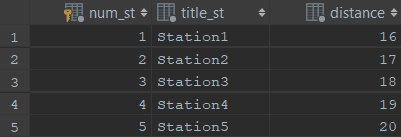 num_st title_st distance
1 1 Station1 16
2 2 Station2 17
3 3 Station3 18
4 4 Station4 19
5 5 Station5 20